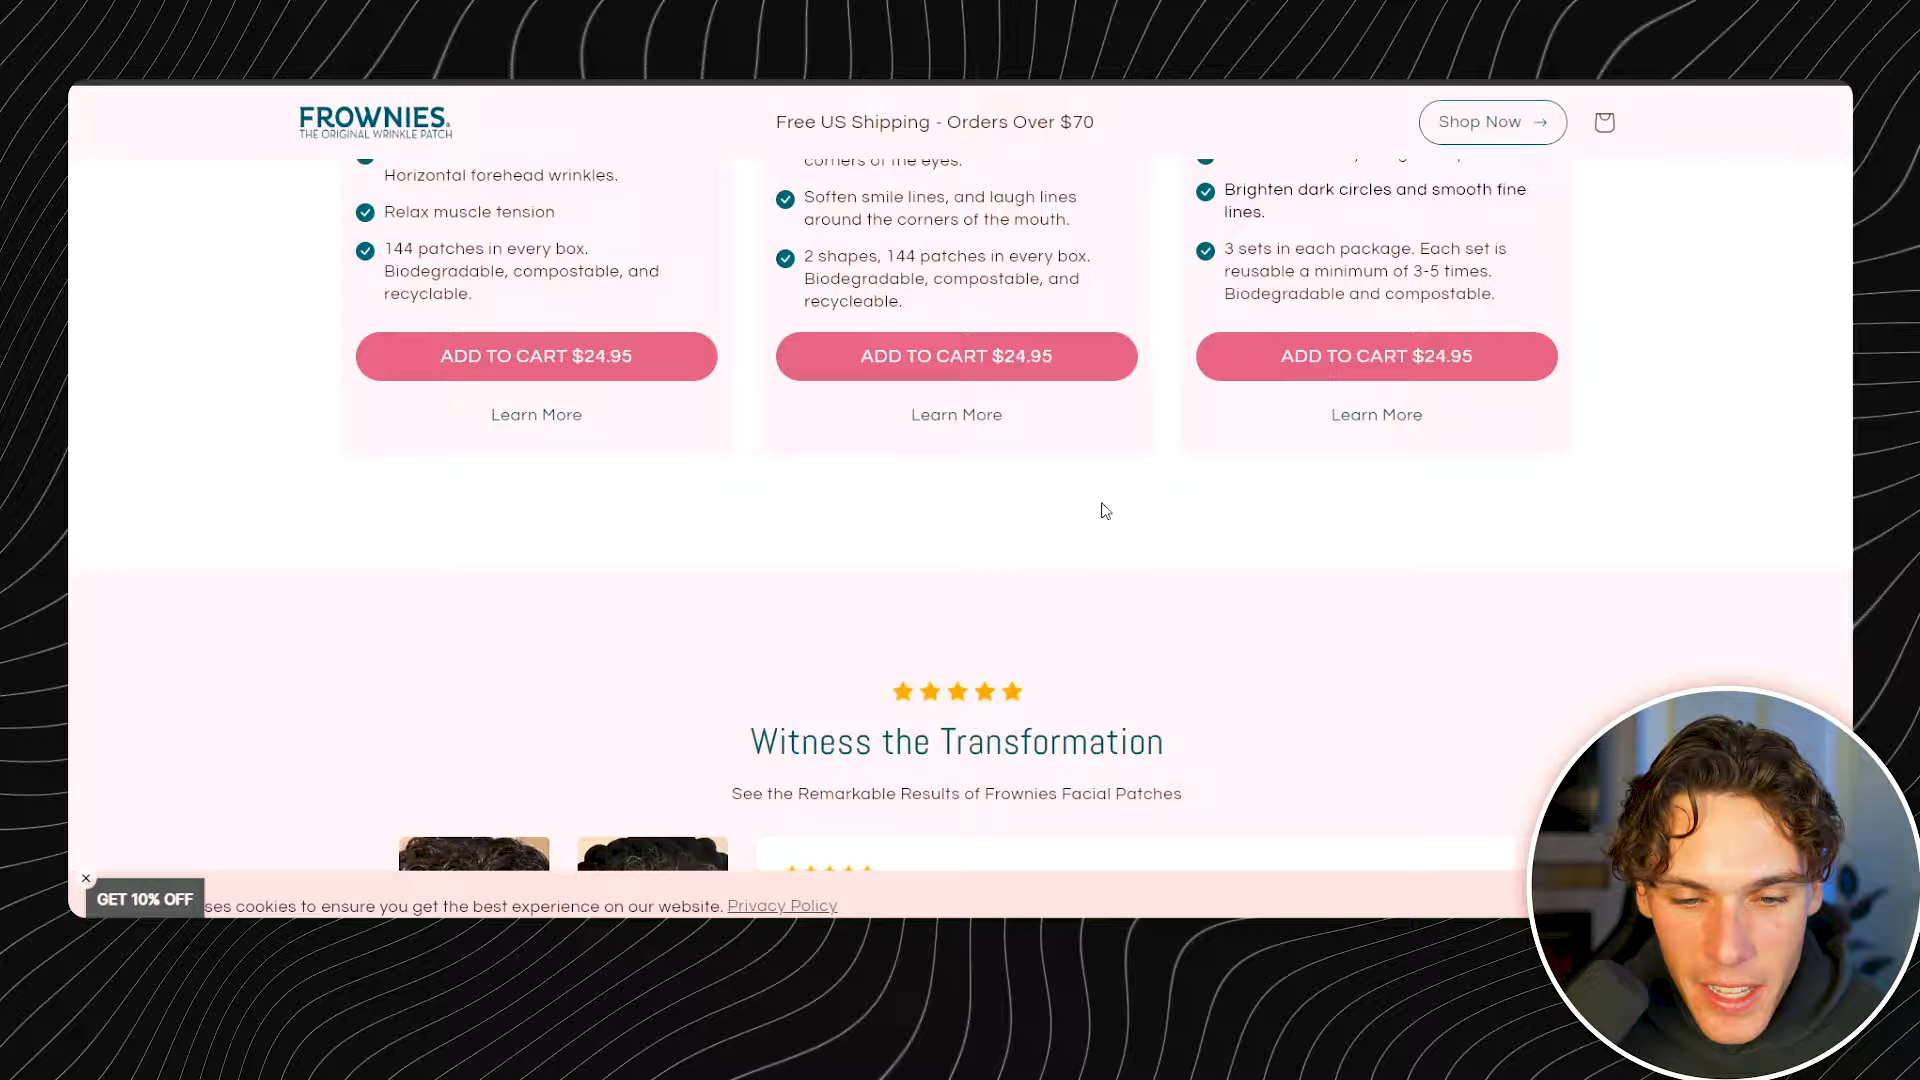 FROWNIES®
THE ORIGINAL WRINKLE PATCH
Free US Shipping - Orders Over $70
Shop Now →
Horizontal forehead wrinkles.
Relax muscle tension
144 patches in every box.
Biodegradable, compostable, and
recyclable.
ADD TO CART $24.95
Learn More
corners of the eyes.
Soften smile lines, and laugh lines
around the corners of the mouth.
2 shapes, 144 patches in every box.
Biodegradable, compostable, and
recycleable.
ADD TO CART $24.95
Learn More
Brighten dark circles and smooth fine
lines.
3 sets in each package. Each set is
reusable a minimum of 3-5 times.
Biodegradable and compostable.
ADD TO CART $24.95
Learn More
Witness the Transformation
See the Remarkable Results of Frownies Facial Patches
GET 10% OFF
ses cookies to ensure you get the best experience on our website. Privacy Policy